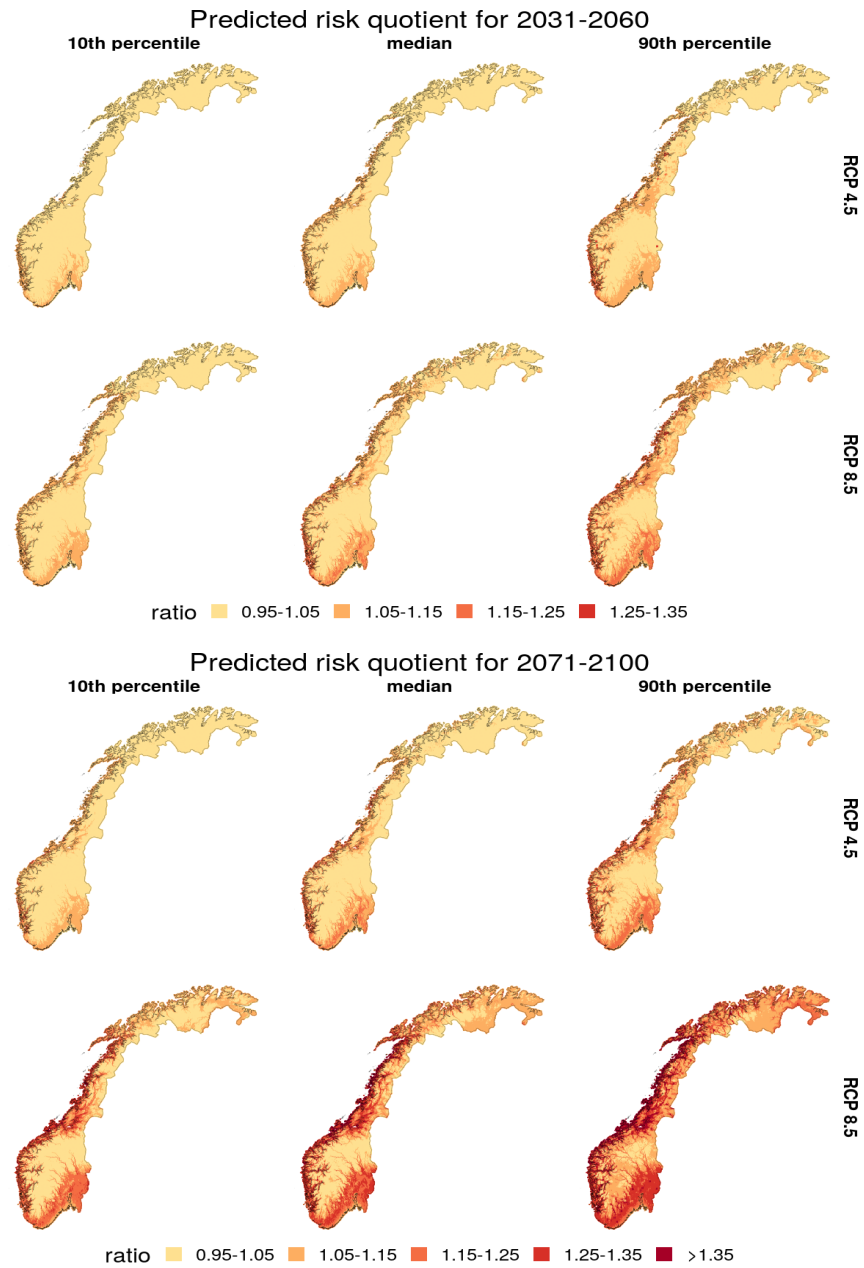 Predicted risk quotient for 2031-2060
10th percentile median 90th percentile
RCP 4.5
RCP 8.5
ratio 0.95-1.05 1.05-1.15 1.15-1.25 1.25-1.35
Predicted risk quotient for 2071-2100
10th percentile median 90th percentile
RCP 4.5
RCP 8.5
ratio 0.95-1.05 1.05-1.15 1.15-1.25 1.25-1.35 >1.35